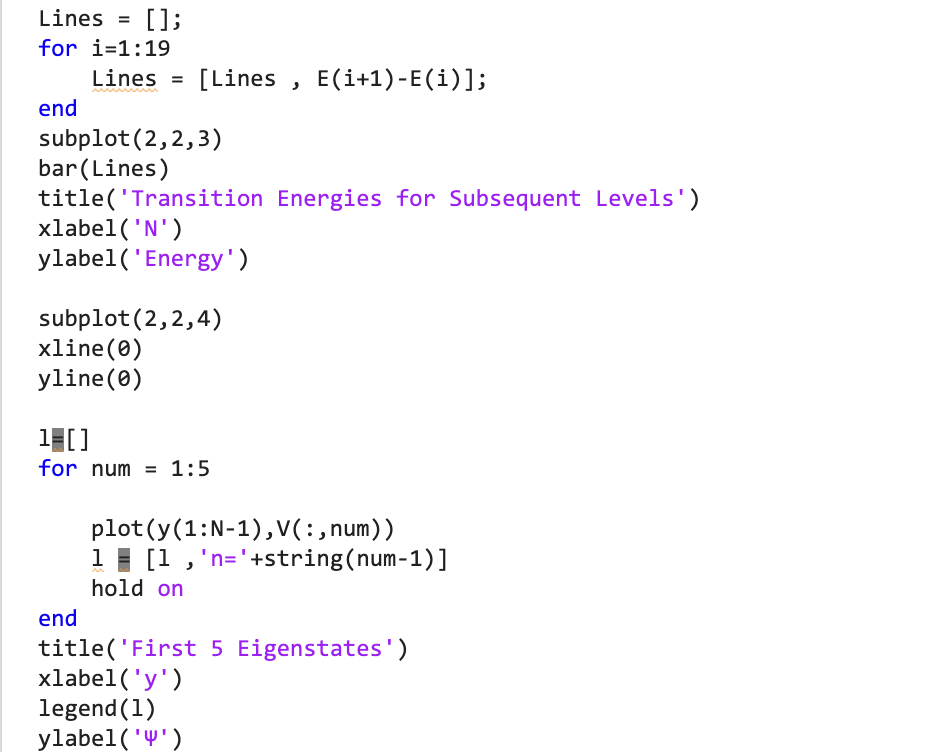 Lines = [];
for i=1:19
    Lines = [Lines , E(i+1)-E(i)];
end
subplot(2,2,3)
bar(Lines)
title('Transition Energies for Subsequent Levels')
xlabel('N')
ylabel('Energy')

subplot(2,2,4)
xline(0)
yline(0)

l=[]
for num = 1:5

    plot(y(1:N-1),V(:,num))
    l = [l ,'n='+string(num-1)]
    hold on
end
title('First 5 Eigenstates')
xlabel('y')
legend(l)
ylabel('Ψ')